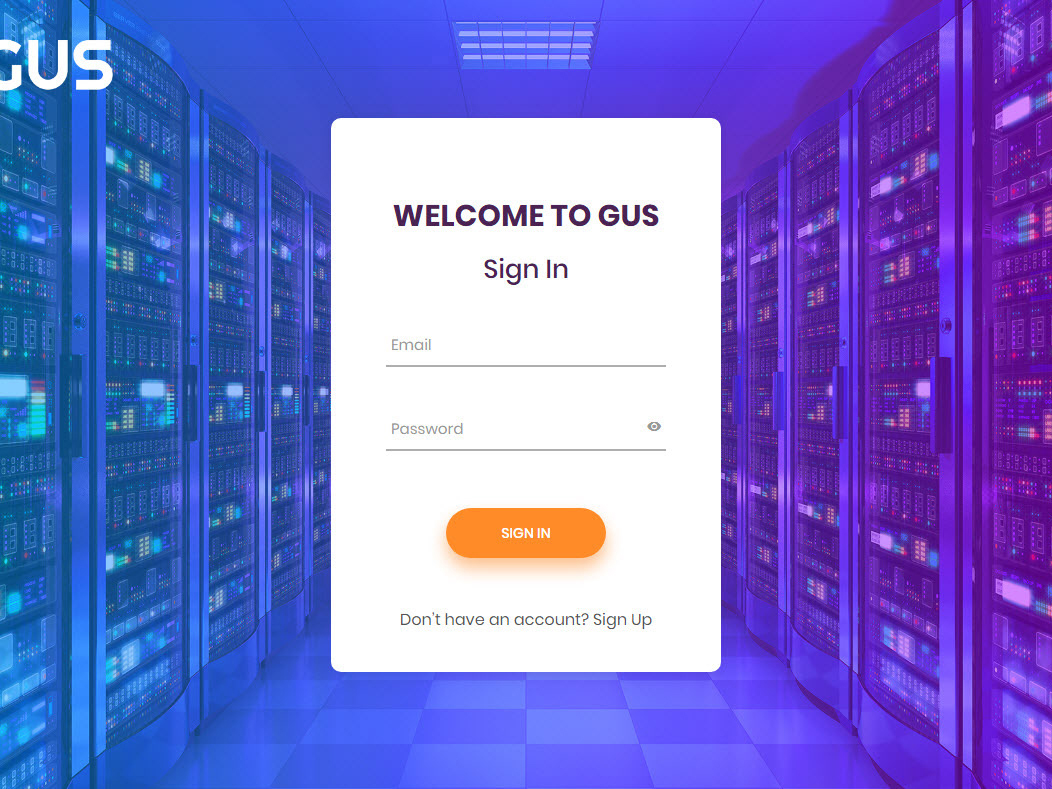 GUS
WELCOME TO GUS
Sign In
Email
Password
SIGN IN
Don't have an account? Sign Up